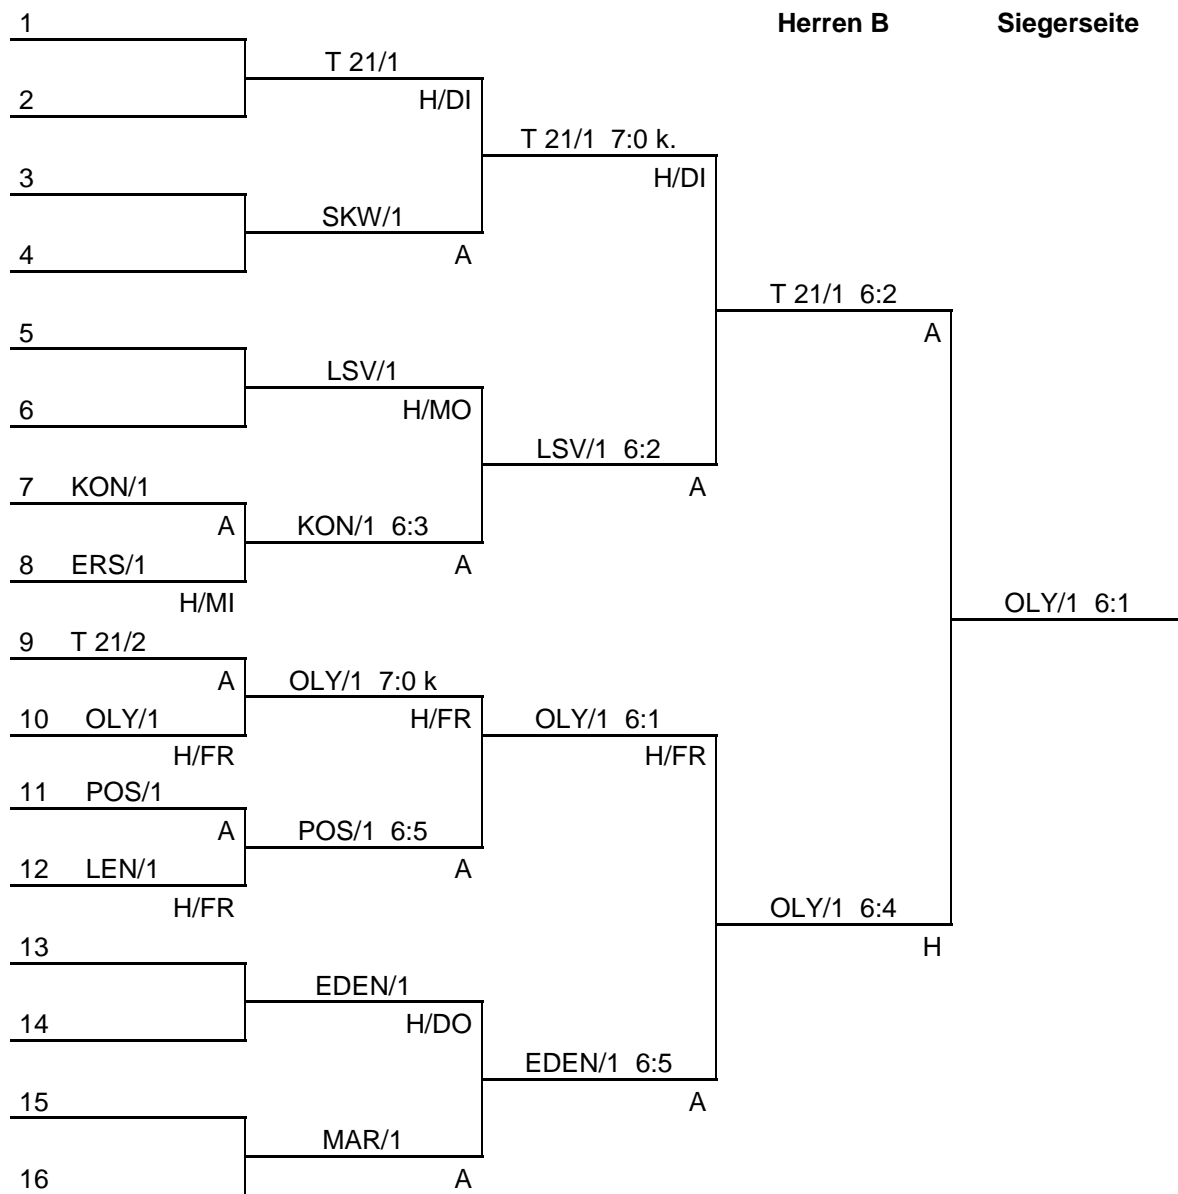 1 Herren B Siegerseite
T 21/1
2 H/DI
T 21/1 7:0 k.
3 H/DI
SKW/1
4 A
T 21/1 6:2
5 A
LSV/1
6 H/MO
LSV/1 6:2
7 KON/1 A
A KON/1 6:3
8 ERS/1 A
H/MI OLY/1 6:1
9 T 21/2
A OLY/1 7:0 k
10 OLY/1 H/FR OLY/1 6:1
H/FR H/FR
11 POS/1
A POS/1 6:5
12 LEN/1 A
H/FR OLY/1 6:4
13 H
EDEN/1
14 H/DO
EDEN/1 6:5
15 A
MAR/1
16 A